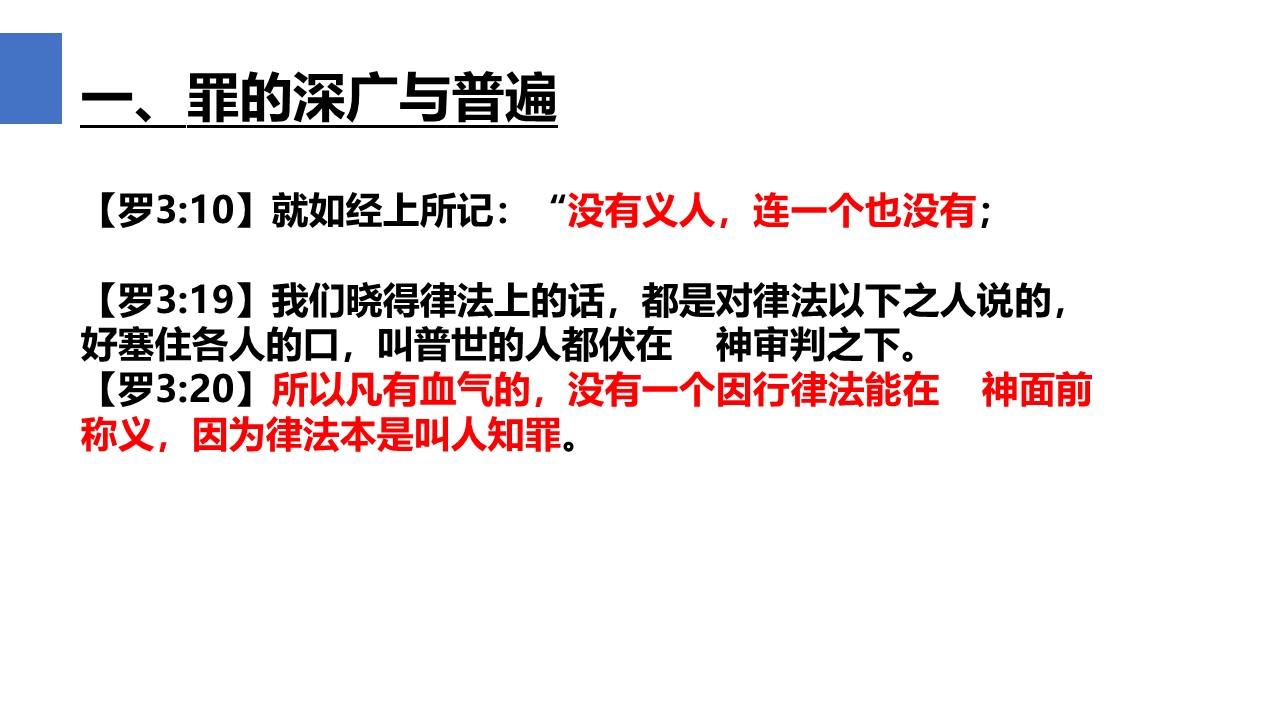 一、罪的深广与普遍
【罗3:10】就如经上所记：“没有义人，连一个也没有；
【罗3:19】我们晓得律法上的话，都是对律法以下之人说的，
好塞住各人的口，叫普世的人都伏在　神审判之下。
【罗3:20】所以凡有血气的，没有一个因行律法能在　神面前
称义，因为律法本是叫人知罪。